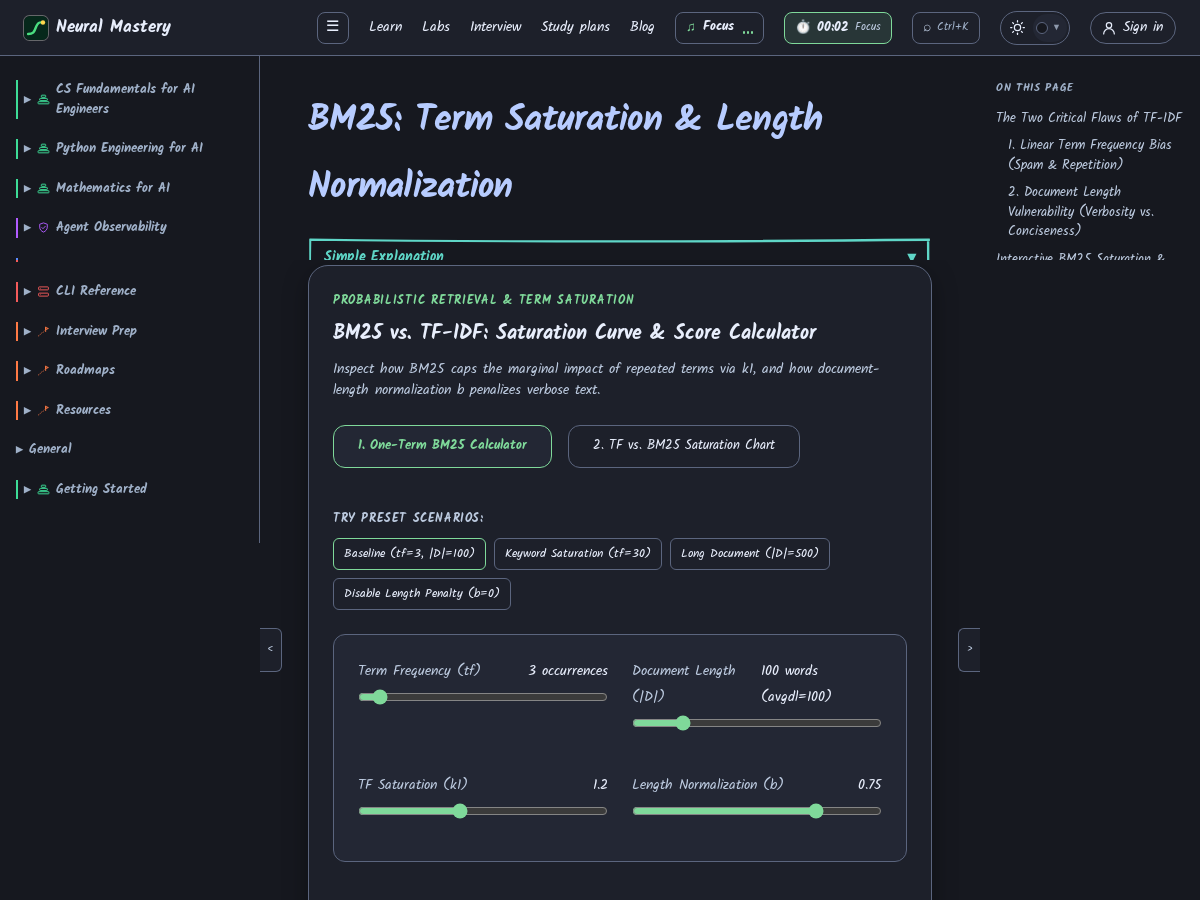 Neural Mastery
Learn
Labs
Interview
Study plans
Blog
Focus ...
00:02 Focus
Ctrl+K
Sign in
CS Fundamentals for AI
Engineers
Python Engineering for AI
Mathematics for AI
Agent Observability
CLI Reference
Interview Prep
Roadmaps
Resources
General
Getting Started
BM25: Term Saturation & Length
Normalization
Simple Explanation
PROBABILISTIC RETRIEVAL & TERM SATURATION
BM25 vs. TF-IDF: Saturation Curve & Score Calculator
Inspect how BM25 caps the marginal impact of repeated terms via k1, and how document-
length normalization b penalizes verbose text.
1. One-Term BM25 Calculator
2. TF vs. BM25 Saturation Chart
TRY PRESET SCENARIOS:
Baseline (tf=3, |D|=100)
Keyword Saturation (tf=30)
Long Document (|D|=500)
Disable Length Penalty (b=0)
Term Frequency (tf)
3 occurrences
Document Length
(|D|)
100 words
(avgdl=100)
TF Saturation (k1)
1.2
Length Normalization (b)
0.75
ON THIS PAGE
The Two Critical Flaws of TF-IDF
1. Linear Term Frequency Bias
(Spam & Repetition)
2. Document Length
Vulnerability (Verbosity vs.
Conciseness)
Interactive BM25 Saturation &